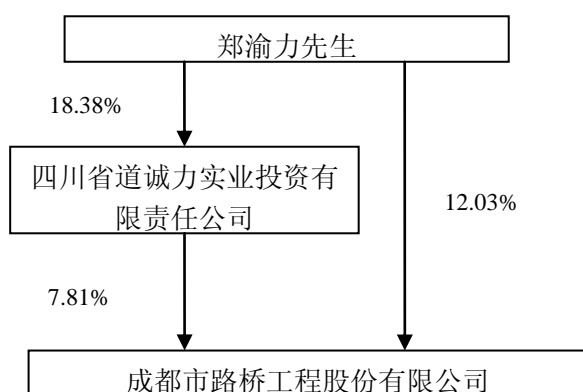 郑渝力先生
18.38%
四川省道诚力实业投资有
限责任公司
12.03%
7.81%
成都市路桥工程股份有限公司